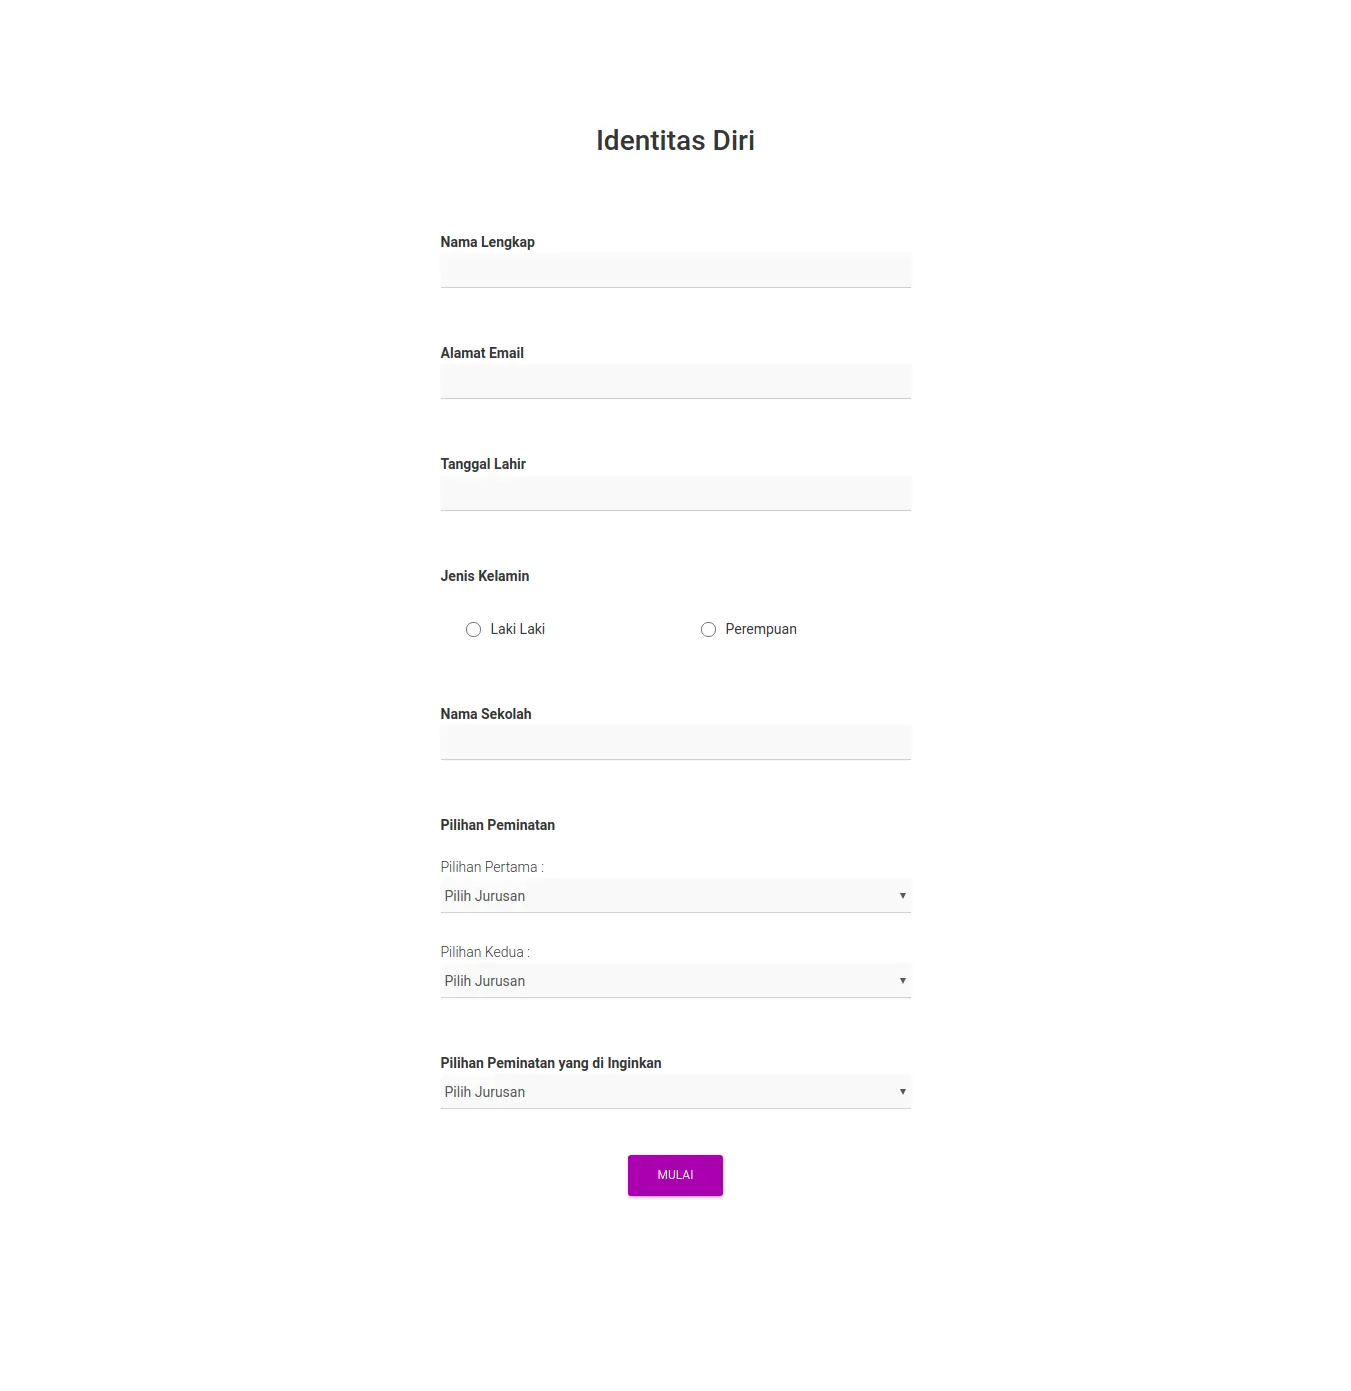 Identitas Diri
Nama Lengkap
Alamat Email
Tanggal Lahir
Jenis Kelamin
Laki Laki Perempuan
Nama Sekolah
Pilihan Peminatan
Pilihan Pertama :
Pilih Jurusan
Pilihan Kedua :
Pilih Jurusan
Pilihan Peminatan yang di Inginkan
Pilih Jurusan
MULAI